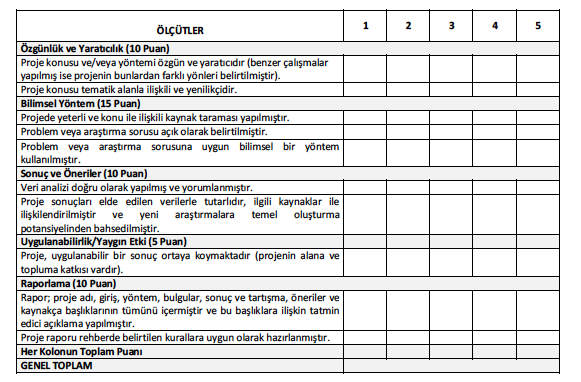 ÖLÇÜTLER 1 2 3 4 5
Özgünlük ve Yaratıcılık (10 Puan)
Proje konusu ve/veya yöntemi özgün ve yaratıcıdır (benzer çalışmalar
yapılmış ise projenin bunlardan farklı yönleri belirtilmiştir).
Proje konusu tematik alanla ilişkili ve yenilikçidir.
Bilimsel Yöntem (15 Puan)
Projede yeterli ve konu ile ilişkili kaynak taraması yapılmıştır.
Problem veya araştırma sorusu açık olarak belirtilmiştir.
Problem veya araştırma sorusuna uygun bilimsel bir yöntem
kullanılmıştır.
Sonuç ve Öneriler (10 Puan)
Veri analizi doğru olarak yapılmış ve yorumlanmıştır.
Proje sonuçları elde edilen verilerle tutarlıdır, ilgili kaynaklar ile
ilişkilendirilmiştir ve yeni araştırmalara temel oluşturma
potansiyelinden bahsedilmiştir.
Uygulanabilirlik/Yaygın Etki (5 Puan)
Proje, uygulanabilir bir sonuç ortaya koymaktadır (projenin alana ve
topluma katkısı vardır).
Raporlama (10 Puan)
Rapor; proje adı, giriş, yöntem, bulgular, sonuç ve tartışma, öneriler ve
kaynakça başlıklarının tümünü içermiştir ve bu başlıklara ilişkin tatmin
edici açıklama yapılmıştır.
Proje raporu rehberde belirtilen kurallara uygun olarak hazırlanmıştır.
Her Kolonun Toplam Puanı
GENEL TOPLAM